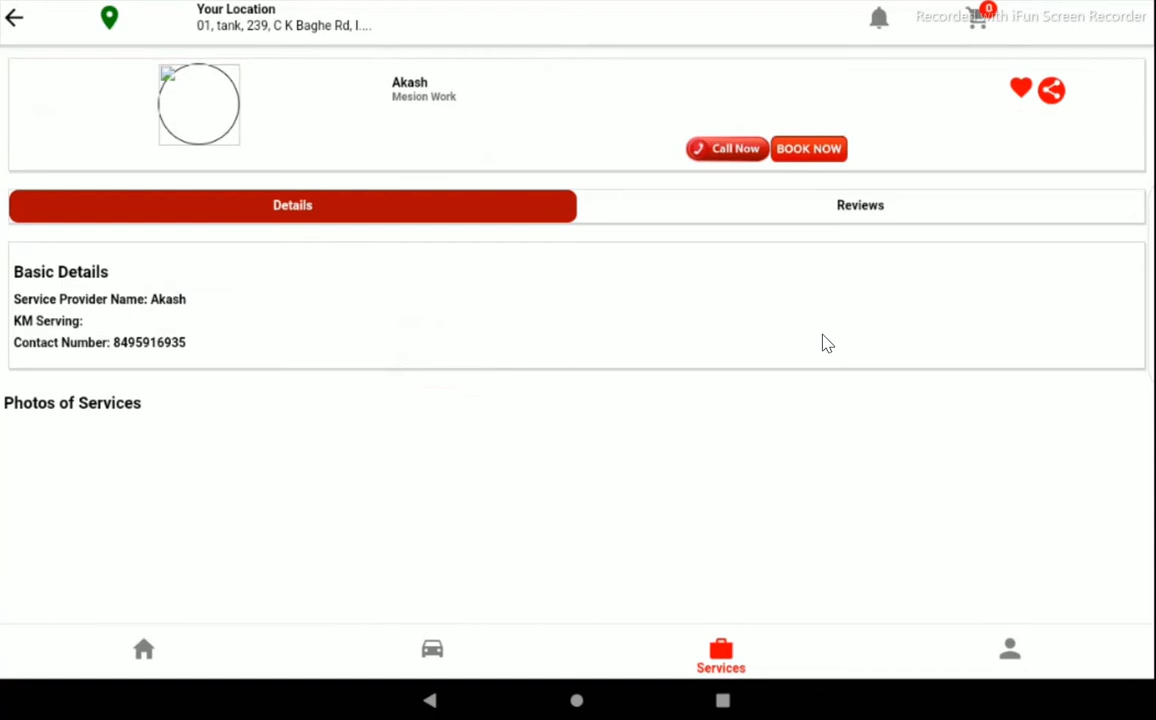 Your Location
01, tank, 239, C K Baghe Rd, I....
0
Recorded with iFun Screen Recorder
Akash
Mesion Work
Call Now
BOOK NOW
Details
Reviews
Basic Details
Service Provider Name: Akash
KM Serving:
Contact Number: 8495916935
Photos of Services
Services